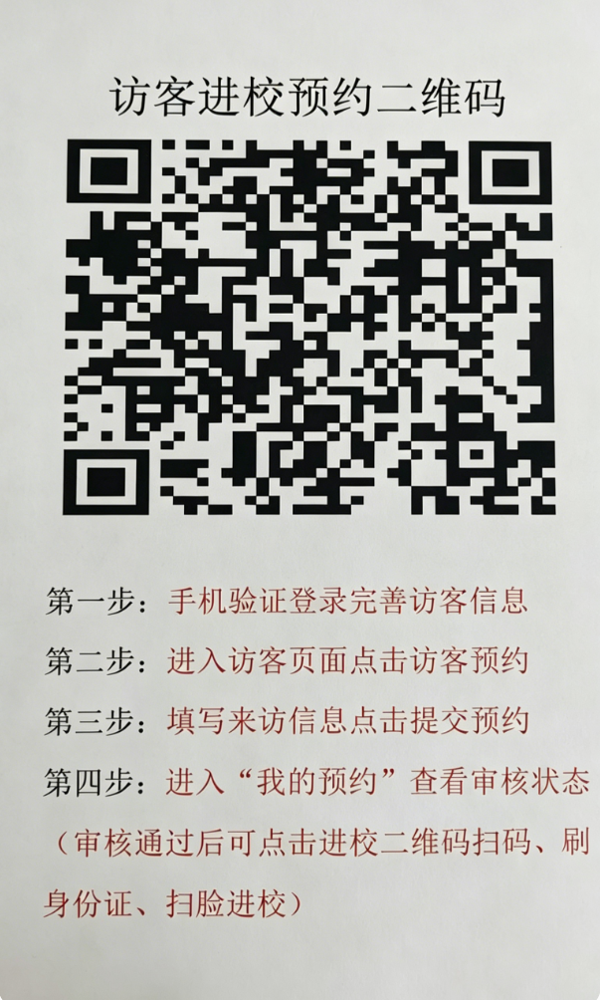 访客进校预约二维码
第一步：手机验证登录完善访客信息
第二步：进入访客页面点击访客预约
第三步：填写来访信息点击提交预约
第四步：进入“我的预约”查看审核状态
（审核通过后可点击进校二维码扫码、刷
身份证、扫脸进校）